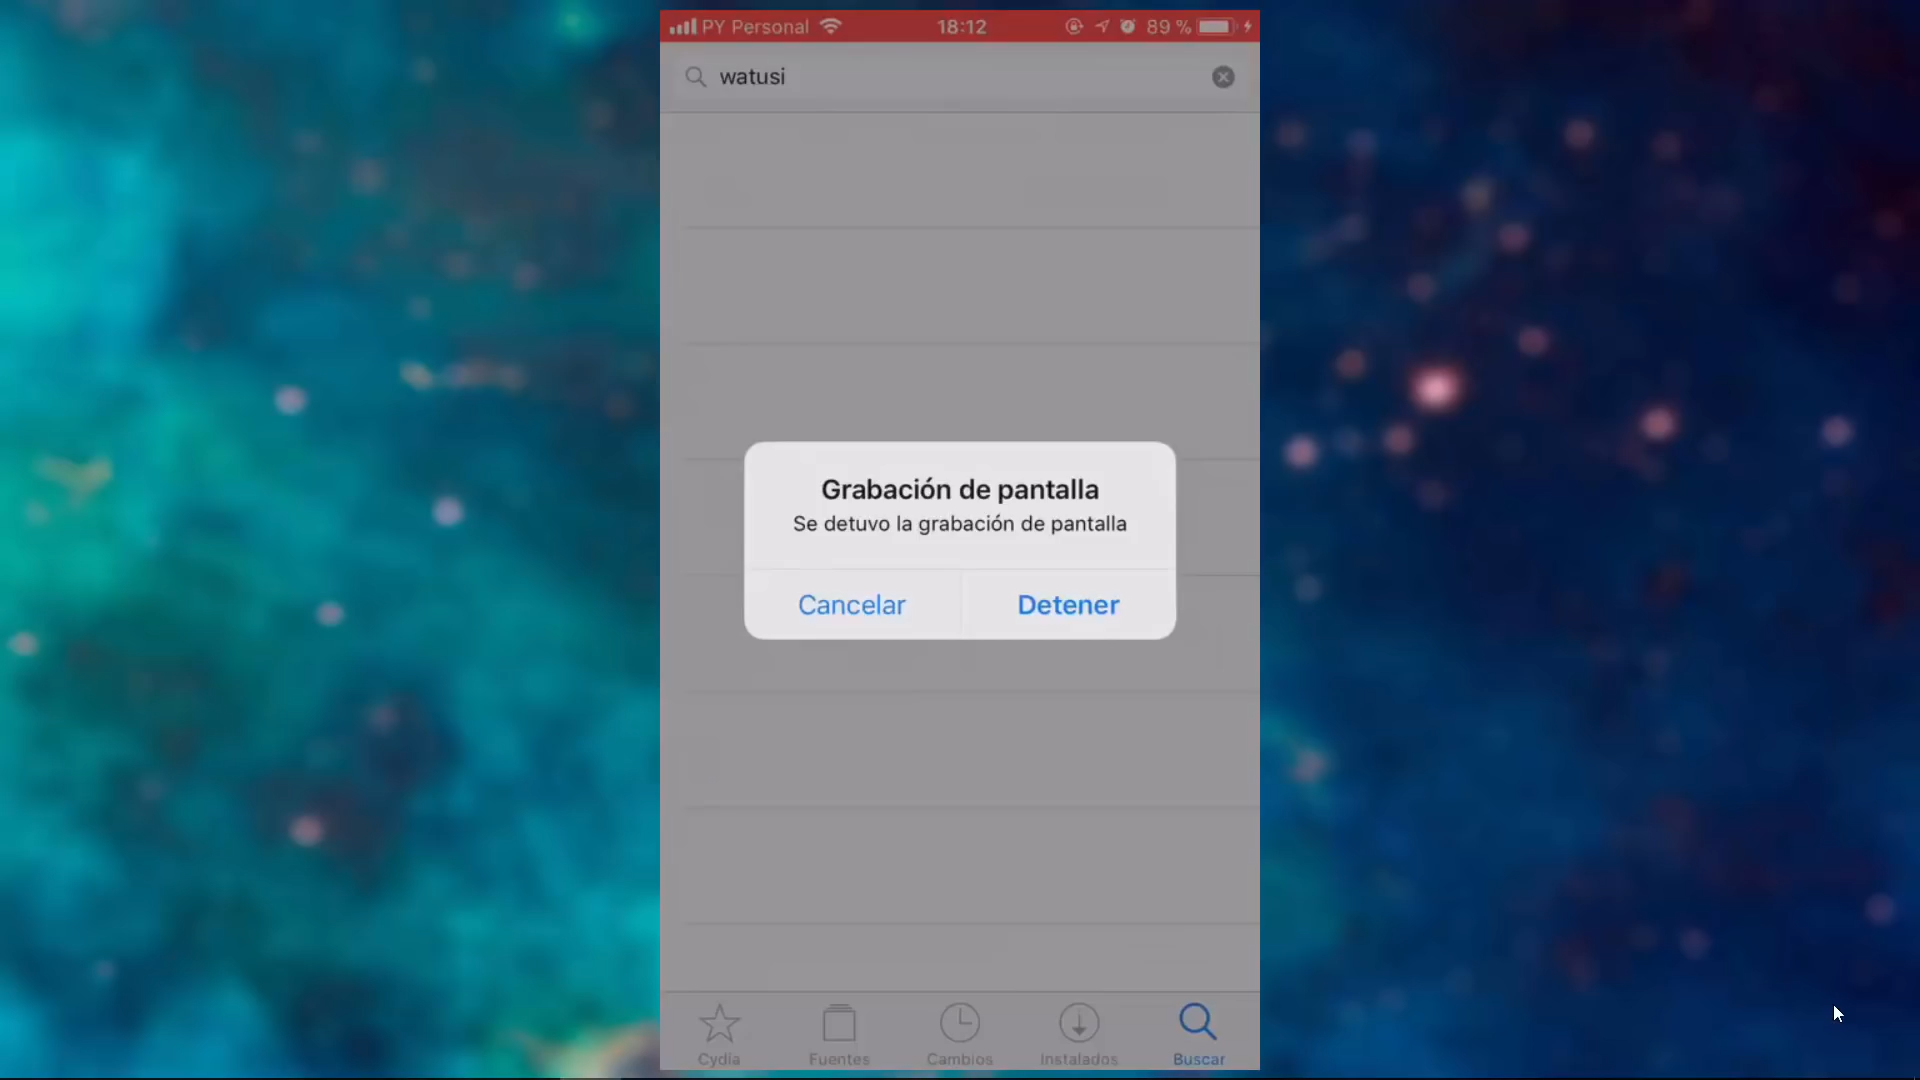 PY Personal 18:12 89 %
watusi
Grabación de pantalla
Se detuvo la grabación de pantalla
Cancelar Detener
Cydia Fuentes Cambios Instalados Buscar